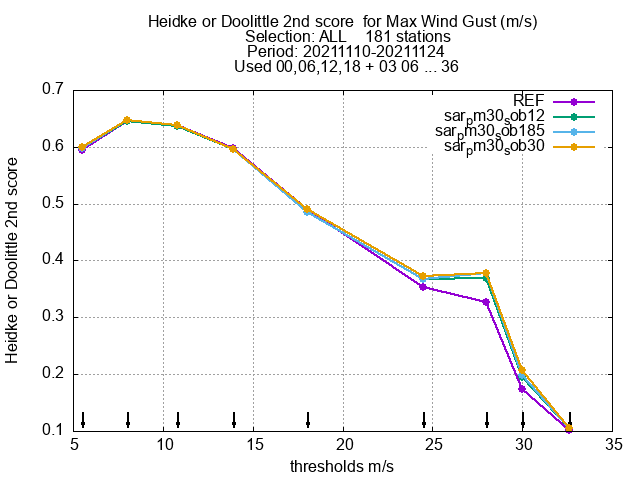 Heidke or Doolittle 2nd score  for Max Wind Gust (m/s)
Selection: ALL    181 stations
Period: 20211110-20211124
Used 00,06,12,18 + 03 06 ... 36
REF
sarpm30sob12
sarpm30sob185
sarpm30sob30
Heidke or Doolittle 2nd score
0.7
0.6
0.5
0.4
0.3
0.2
0.1
5 10 15 20 25 30 35
thresholds m/s